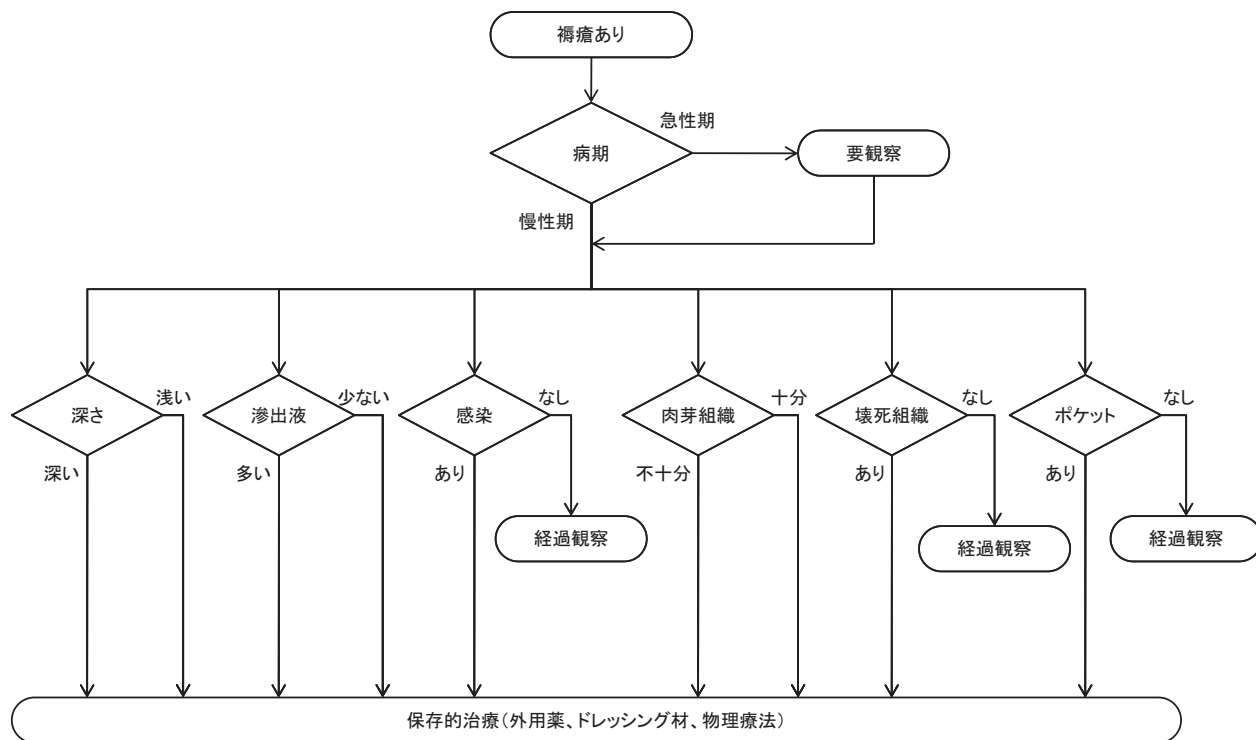 褥瘡あり
急性期
病期
要観察
慢性期
深さ
浅い
滲出液
少ない
感染
なし
肉芽組織
十分
壊死組織
なし
ポケット
なし
深い
多い
あり
不十分
あり
あり
経過観察
経過観察
経過観察
保存的治療(外用薬、ドレッシング材、物理療法)